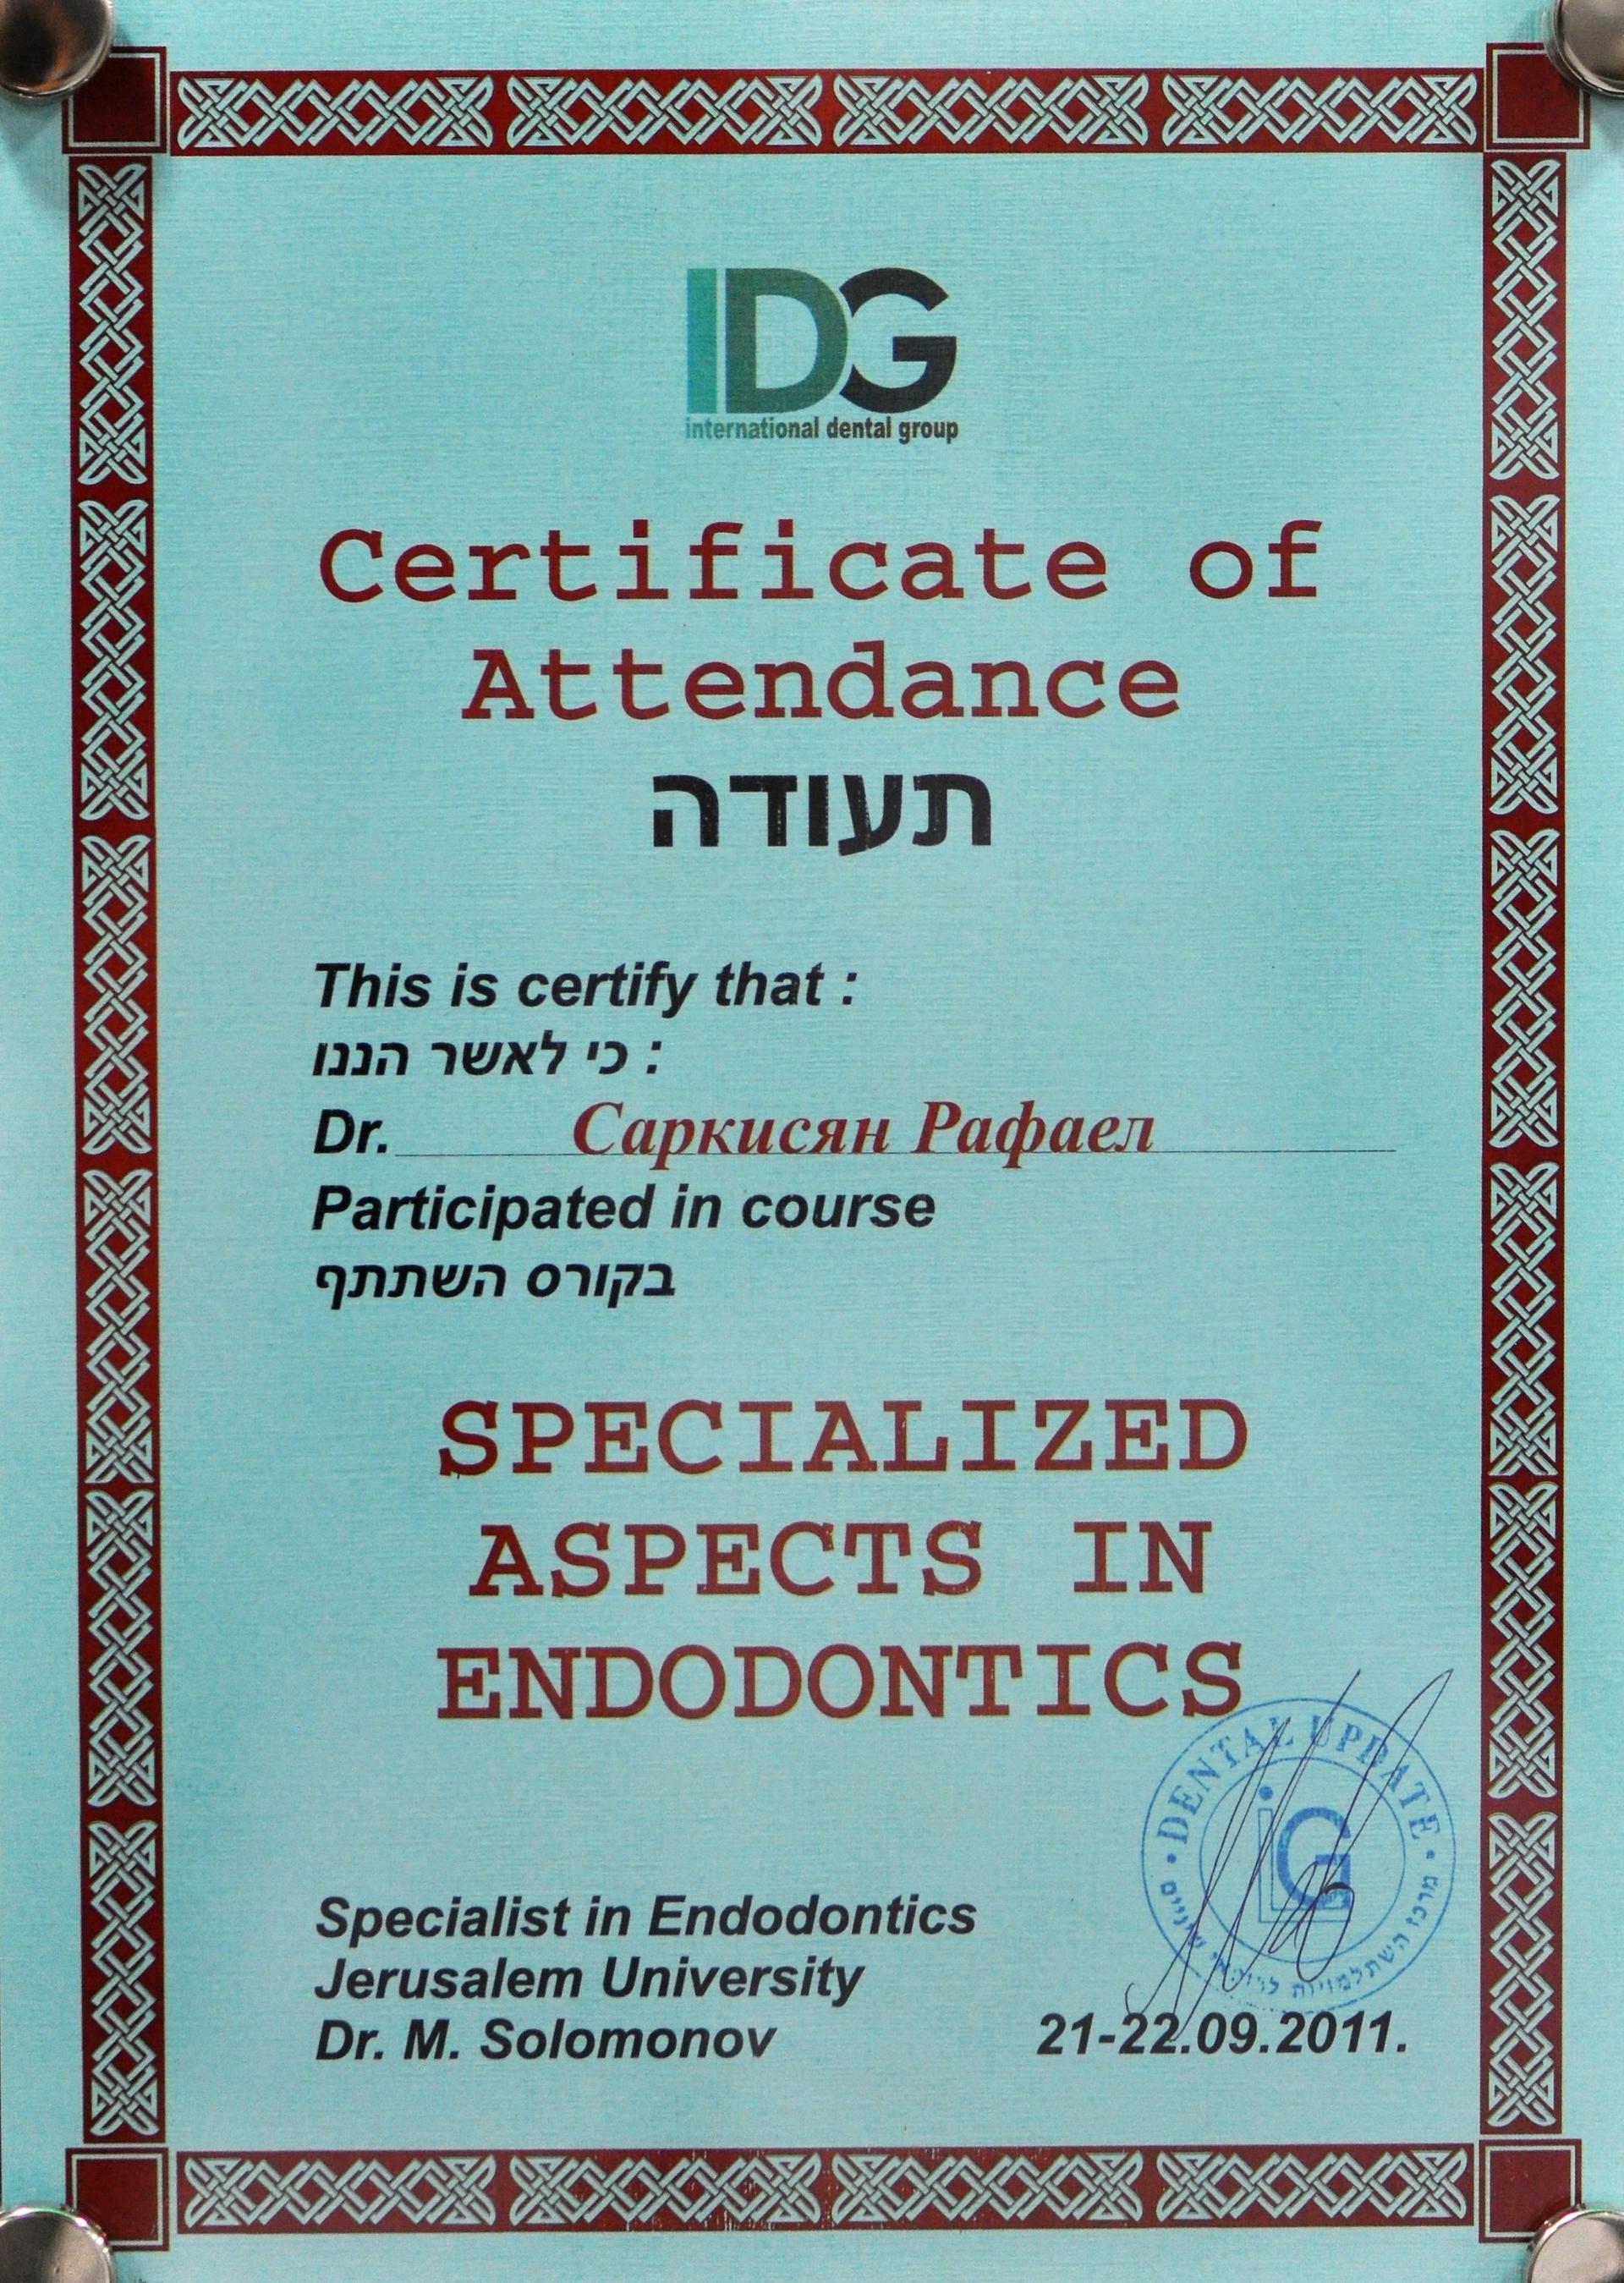 IDG
international dental group
Certificate of
Attendance
תעודה
This is certify that :
כי לאשר הננו :
Dr. Саркисян Рафаел
Participated in course
בקורס השתתף
SPECIALIZED
ASPECTS IN
ENDODONTICS
• DENTAL UPDATE •
מרכז השתלמויות
Specialist in Endodontics
Jerusalem University
Dr. M. Solomonov
21-22.09.2011.